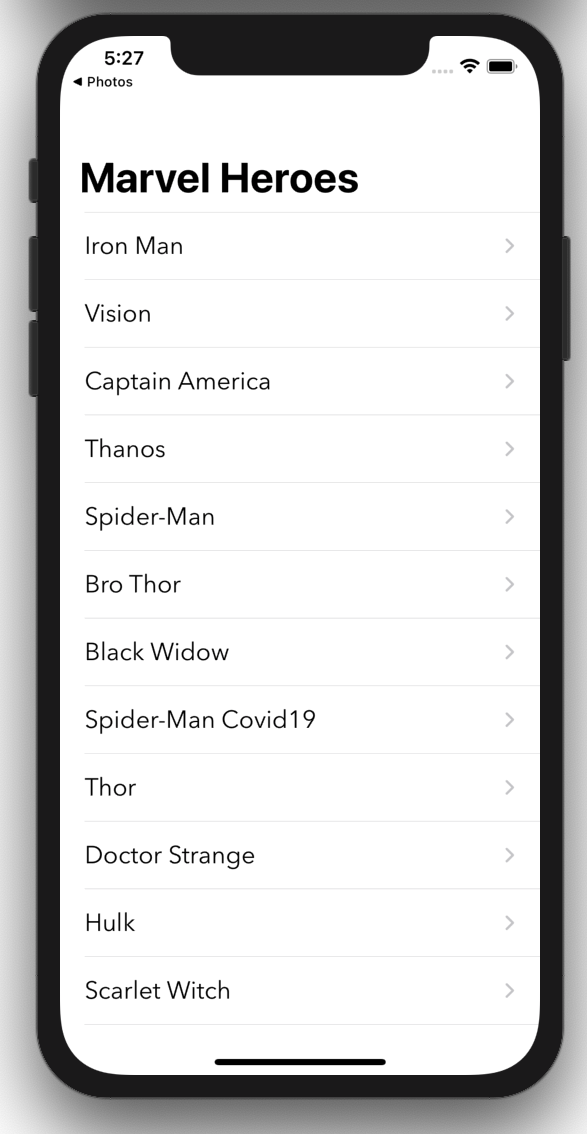 5:27
◀ Photos
Marvel Heroes
Iron Man
Vision
Captain America
Thanos
Spider-Man
Bro Thor
Black Widow
Spider-Man Covid19
Thor
Doctor Strange
Hulk
Scarlet Witch